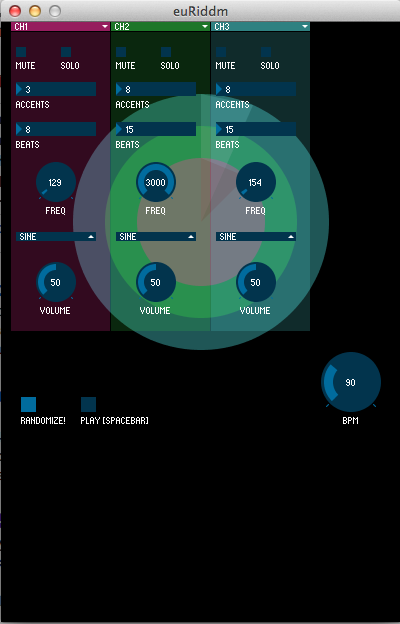 euRiddm
CH1 CH2 CH3
MUTE SOLO MUTE SOLO MUTE SOLO
3 8 8
ACCENTS ACCENTS ACCENTS
8 15 15
BEATS BEATS BEATS
129 3000 154
FREQ FREQ FREQ
SINE SINE SINE
50 50 50
VOLUME VOLUME VOLUME
90
RANDOMIZE! PLAY [SPACEBAR] BPM